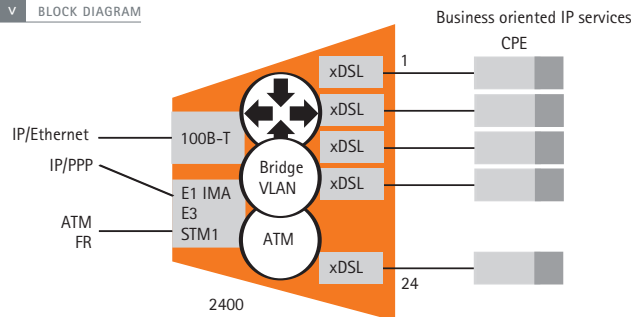 V BLOCK DIAGRAM
Business oriented IP services
CPE
xDSL
1
xDSL
IP/Ethernet
100B-T
xDSL
IP/PPP
Bridge
VLAN
xDSL
E1 IMA
E3
STM1
ATM
FR
ATM
xDSL
24
2400